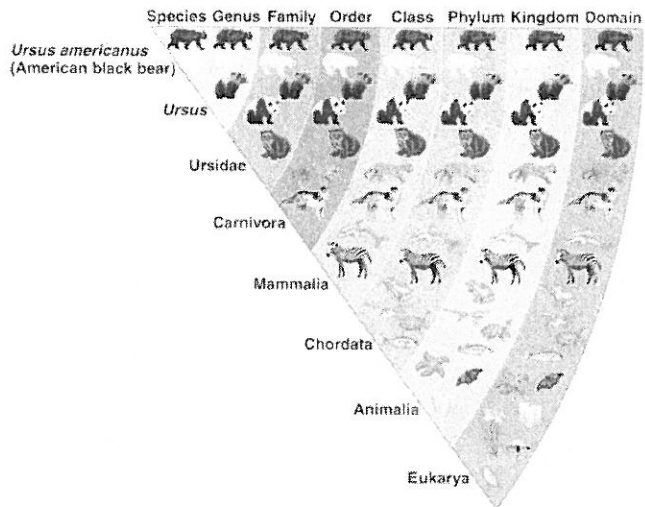 Species Genus Family Order Class Phylum Kingdom Domain
Ursus americanus
(American black bear)
Ursus
Ursidae
Carnivora
Mammalia
Chordata
Animalia
Eukarya